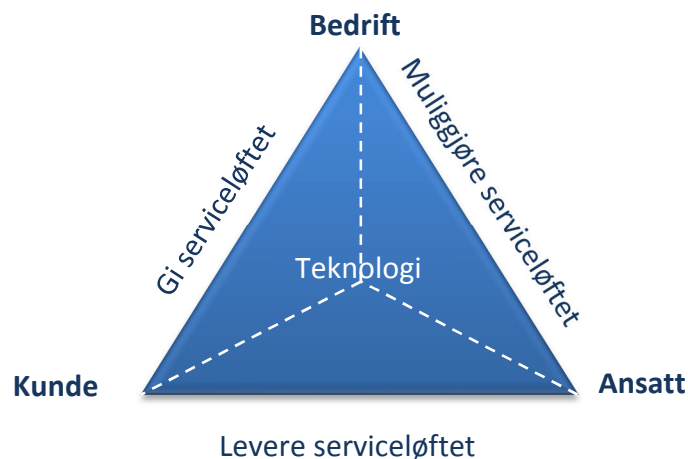 Bedrift
Gi serviceløftet
Muliggjøre serviceløftet
Teknologi
Kunde
Ansatt
Levere serviceløftet